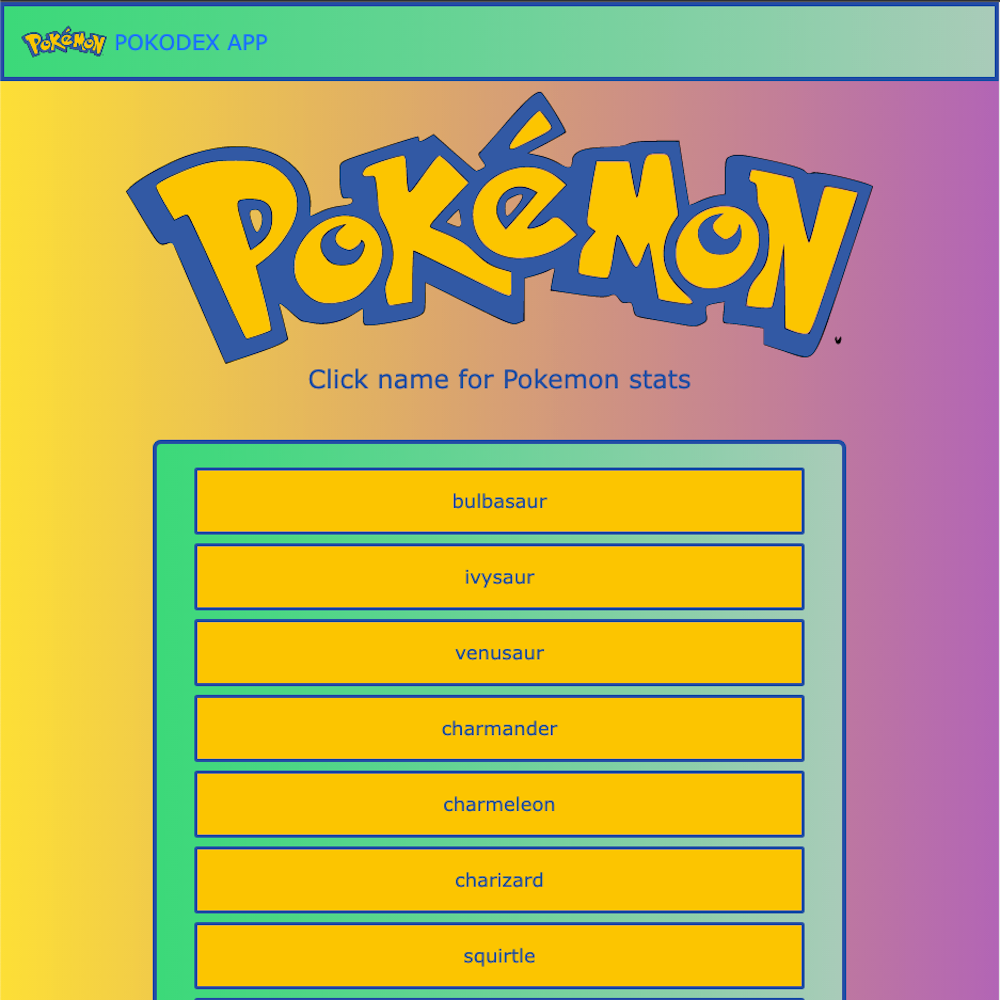 Pokémon POKODEX APP
Pokémon
Click name for Pokemon stats
bulbasaur
ivysaur
venusaur
charmander
charmeleon
charizard
squirtle